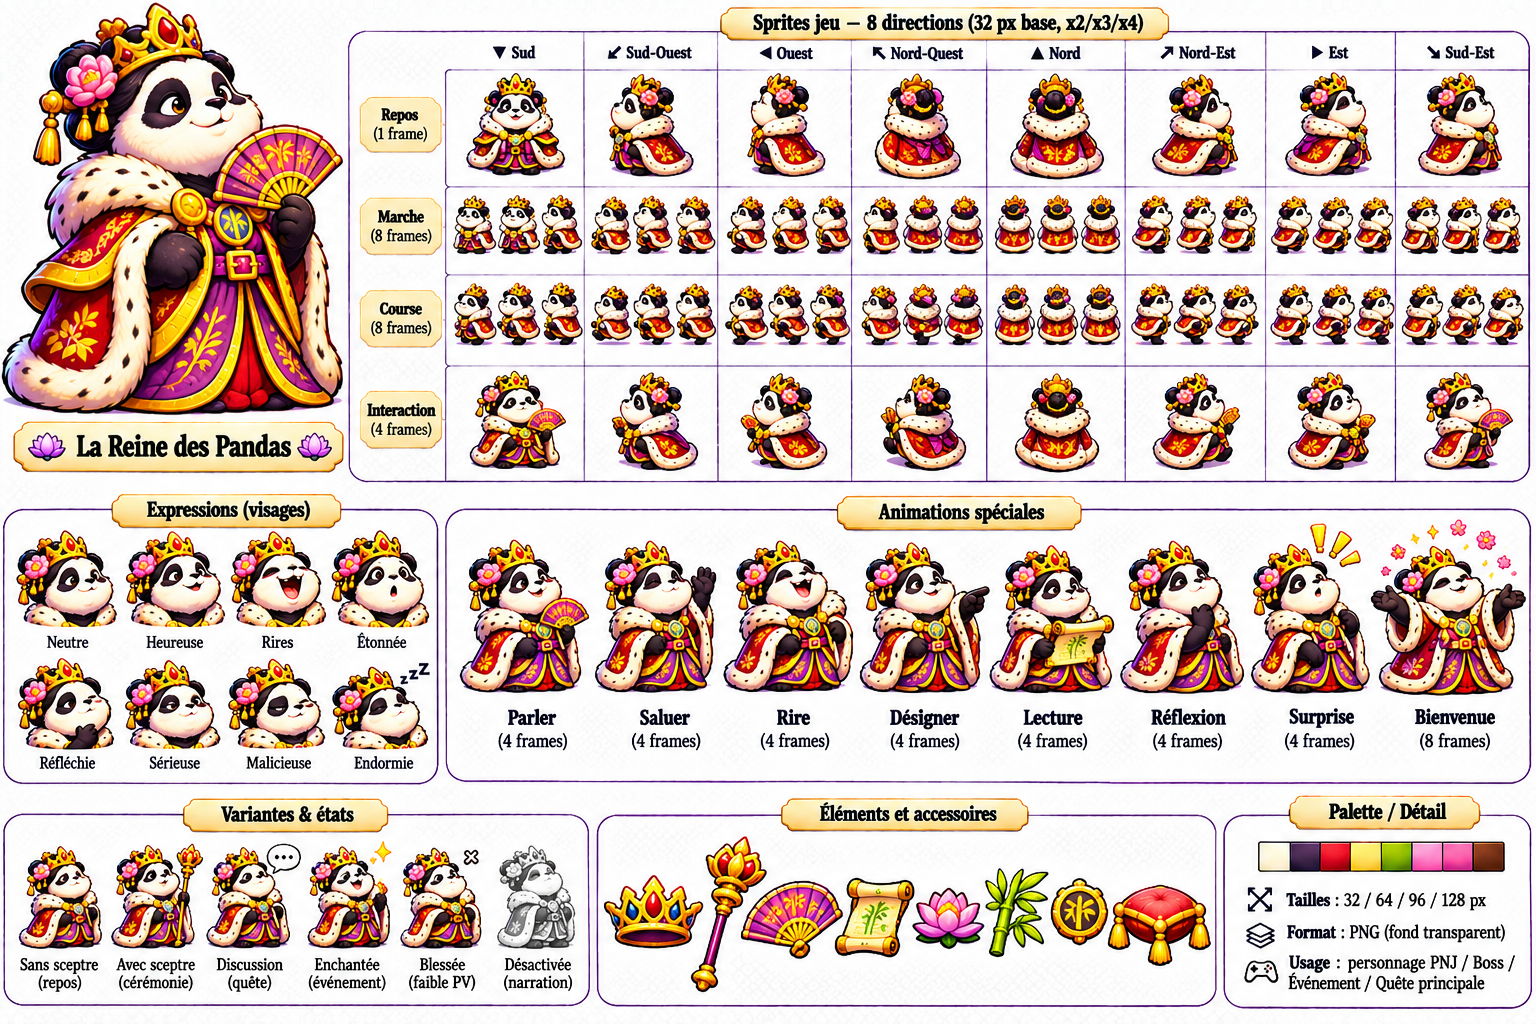 Sprites jeu – 8 directions (32 px base, x2/x3/x4)
▼ Sud
↙ Sud-Ouest
◀ Ouest
↖ Nord-Quest
▲ Nord
↗ Nord-Est
▶ Est
↘ Sud-Est
Repos
(1 frame)
Marche
(8 frames)
Course
(8 frames)
Interaction
(4 frames)
La Reine des Pandas
Expressions (visages)
Neutre
Heureuse
Rires
Étonnée
zzZ
Réfléchie
Sérieuse
Malicieuse
Endormie
Animations spéciales
Parler
(4 frames)
Saluer
(4 frames)
Rire
(4 frames)
Désigner
(4 frames)
Lecture
(4 frames)
Réflexion
(4 frames)
Surprise
(4 frames)
Bienvenue
(8 frames)
Variantes & états
Sans sceptre
(repos)
Avec sceptre
(cérémonie)
Discussion
(quête)
Enchantée
(événement)
Blessée
(faible PV)
Désactivée
(narration)
Éléments et accessoires
Palette / Détail
Tailles : 32 / 64 / 96 / 128 px
Format : PNG (fond transparent)
Usage : personnage PNJ / Boss /
Événement / Quête principale